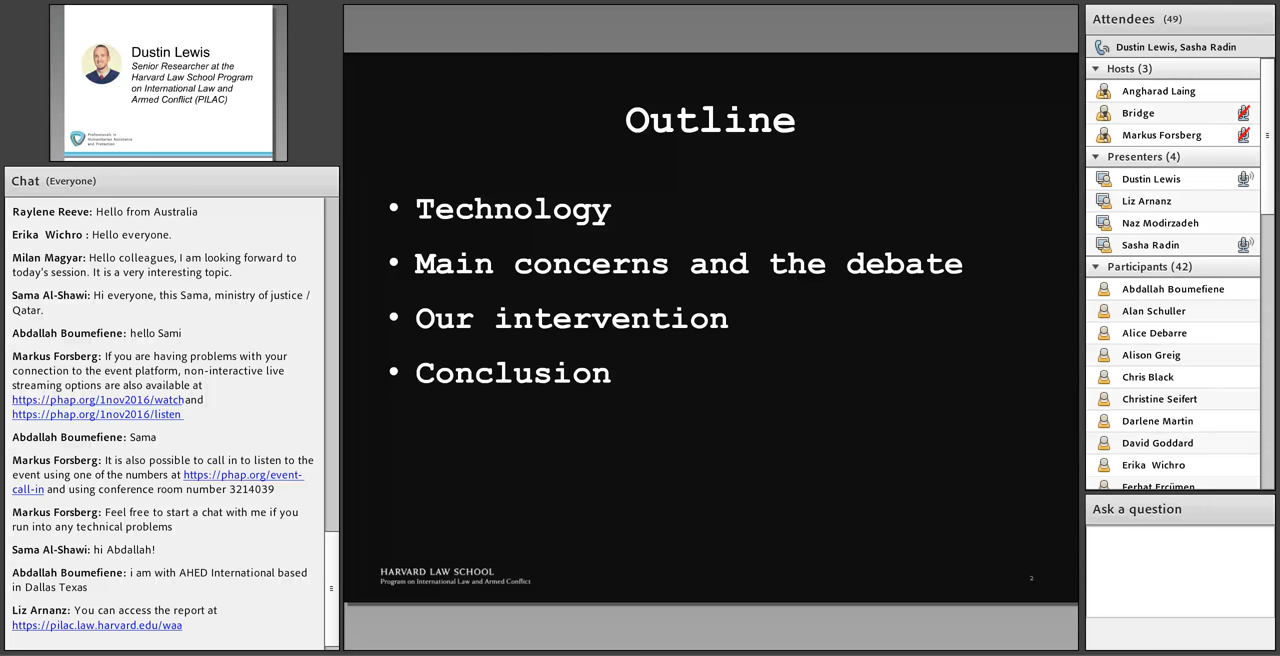 Dustin Lewis
Senior Researcher at the
Harvard Law School Program
on International Law and
Armed Conflict (PILAC)
Professionals in
Humanitarian Assistance
and Protection
Chat (Everyone)
Raylene Reeve: Hello from Australia
Erika Wichro : Hello everyone.
Milan Magyar: Hello colleagues, I am looking forward to
today's session. It is a very interesting topic.
Sama Al-Shawi: Hi everyone, this Sama, ministry of justice /
Qatar.
Abdallah Boumefiene: hello Sami
Markus Forsberg: If you are having problems with your
connection to the event platform, non-interactive live
streaming options are also available at
https://phap.org/1nov2016/watchand
https://phap.org/1nov2016/listen
Abdallah Boumefiene: Sama
Markus Forsberg: It is also possible to call in to listen to the
event using one of the numbers at https://phap.org/event-
call-in and using conference room number 3214039
Markus Forsberg: Feel free to start a chat with me if you
run into any technical problems
Sama Al-Shawi: hi Abdallah!
Abdallah Boumefiene: i am with AHED International based
in Dallas Texas
Liz Arnanz: You can access the report at
https://pilac.law.harvard.edu/waa
Outline
• Technology
• Main concerns and the debate
• Our intervention
• Conclusion
HARVARD LAW SCHOOL
Program on International Law and Armed Conflict
2
Attendees (49)
Dustin Lewis, Sasha Radin
Hosts (3)
Angharad Laing
Bridge
Markus Forsberg
Presenters (4)
Dustin Lewis
Liz Arnanz
Naz Modirzadeh
Sasha Radin
Participants (42)
Abdallah Boumefiene
Alan Schuller
Alice Debarre
Alison Greig
Chris Black
Christine Seifert
Darlene Martin
David Goddard
Erika Wichro
Ferhat Ercümen
Ask a question